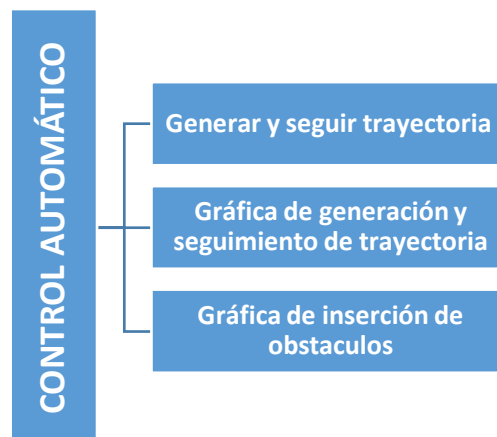 CONTROL AUTOMÁTICO
Generar y seguir trayectoria
Gráfica de generación y
seguimiento de trayectoria
Gráfica de inserción de
obstaculos